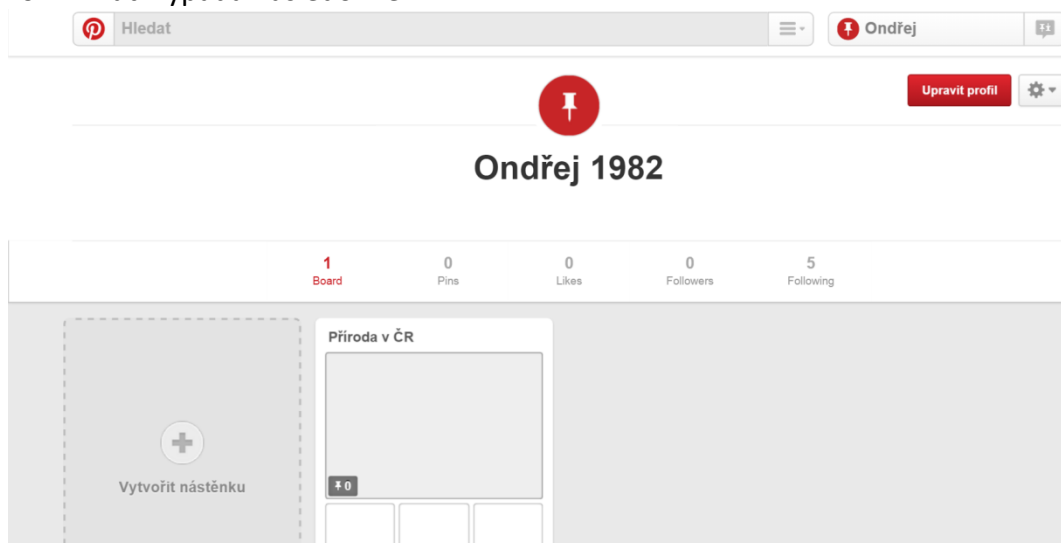 Hledat
Ondřej
Upravit profil
Ondřej 1982
1 0 0 0 5
Board Pins Likes Followers Following
Příroda v ČR
0
Vytvořit nástěnku